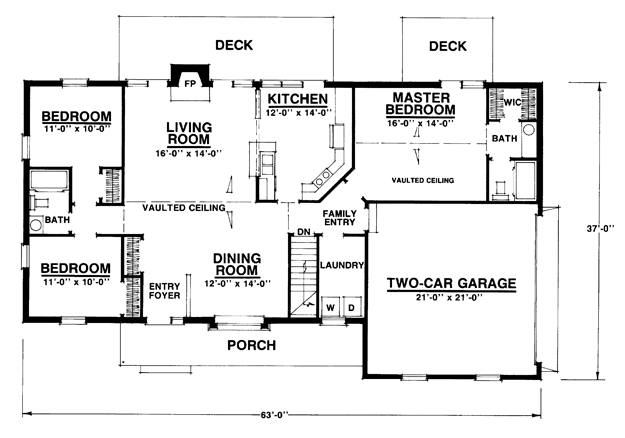 DECK
DECK
FP
KITCHEN
12'-0" x 14'-0"
MASTER
BEDROOM
16'-0" x 14'-0"
WIC
BEDROOM
11'-0" x 10'-0"
LIVING
ROOM
16'-0" x 14'-0"
BATH
VAULTED CEILING
VAULTED CEILING
BATH
FAMILY
ENTRY
DN
37'-0"
BEDROOM
11'-0" x 10'-0"
DINING
ROOM
12'-0" x 14'-0"
LAUNDRY
ENTRY
FOYER
TWO-CAR GARAGE
21'-0" x 21'-0"
W D
PORCH
63'-0"